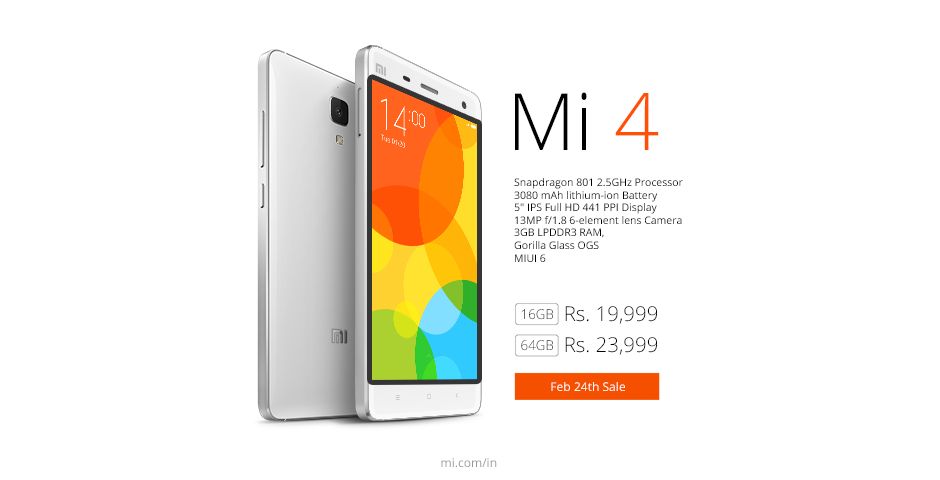 mi
14:00
Mi 4
Snapdragon 801 2.5GHz Processor
3080 mAh lithium-ion Battery
5" IPS Full HD 441 PPI Display
13MP f/1.8 6-element lens Camera
3GB LPDDR3 RAM,
Gorilla Glass OGS
MIUI 6
16GB Rs. 19,999
64GB Rs. 23,999
Feb 24th Sale
mi
mi.com/in